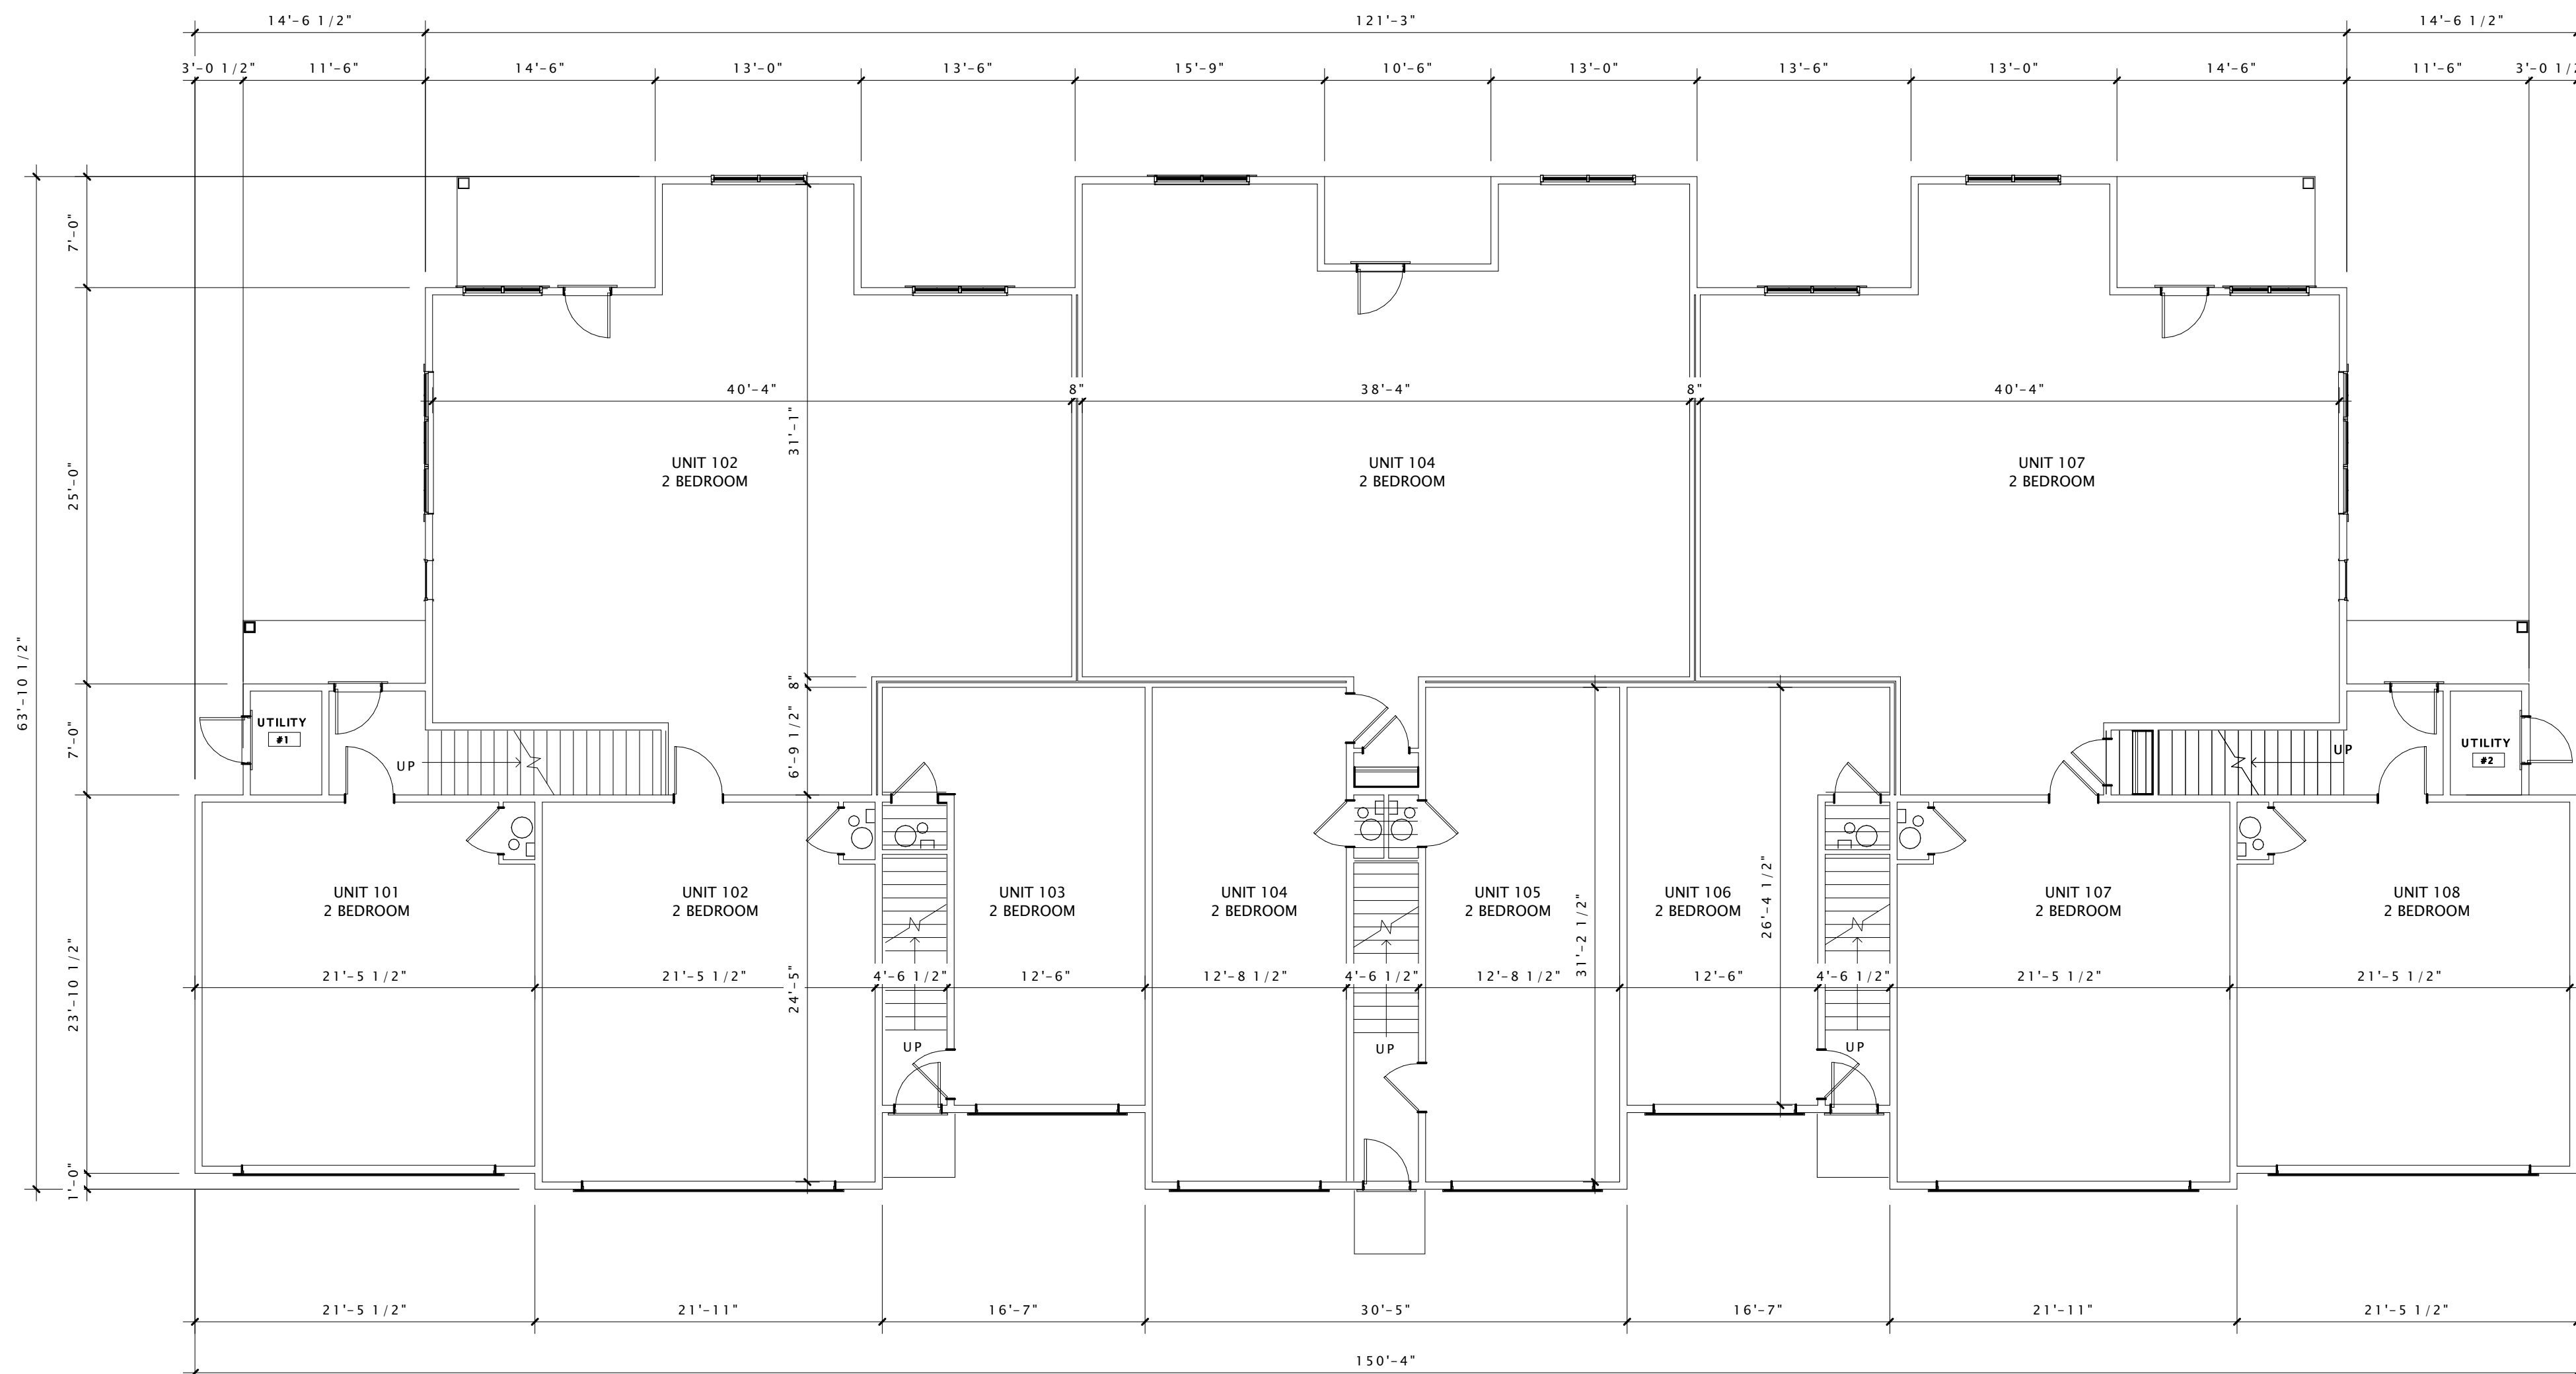 14'-6 1/2"
121'-3"
14'-6 1/2"
3'-0 1/2"
11'-6"
14'-6"
13'-0"
13'-6"
15'-9"
10'-6"
13'-0"
13'-6"
13'-0"
14'-6"
11'-6"
3'-0 1/2
7'-0"
25'-0"
63'-10 1/2"
7'-0"
23'-10 1/2"
1'-0"
40'-4"
8"
38'-4"
8"
40'-4"
31'-1"
UNIT 102
2 BEDROOM
UNIT 104
2 BEDROOM
UNIT 107
2 BEDROOM
8"
6'-9 1/2"
UTILITY
#1
UP
UP
UTILITY
#2
UNIT 101
2 BEDROOM
UNIT 102
2 BEDROOM
UNIT 103
2 BEDROOM
UNIT 104
2 BEDROOM
UNIT 105
2 BEDROOM
UNIT 106
2 BEDROOM
UNIT 107
2 BEDROOM
UNIT 108
2 BEDROOM
31'-2 1/2"
26'-4 1/2"
24'-5"
21'-5 1/2"
21'-5 1/2"
4'-6 1/2"
12'-6"
12'-8 1/2"
4'-6 1/2"
12'-8 1/2"
12'-6"
4'-6 1/2"
21'-5 1/2"
21'-5 1/2"
UP
UP
UP
21'-5 1/2"
21'-11"
16'-7"
30'-5"
16'-7"
21'-11"
21'-5 1/2"
150'-4"